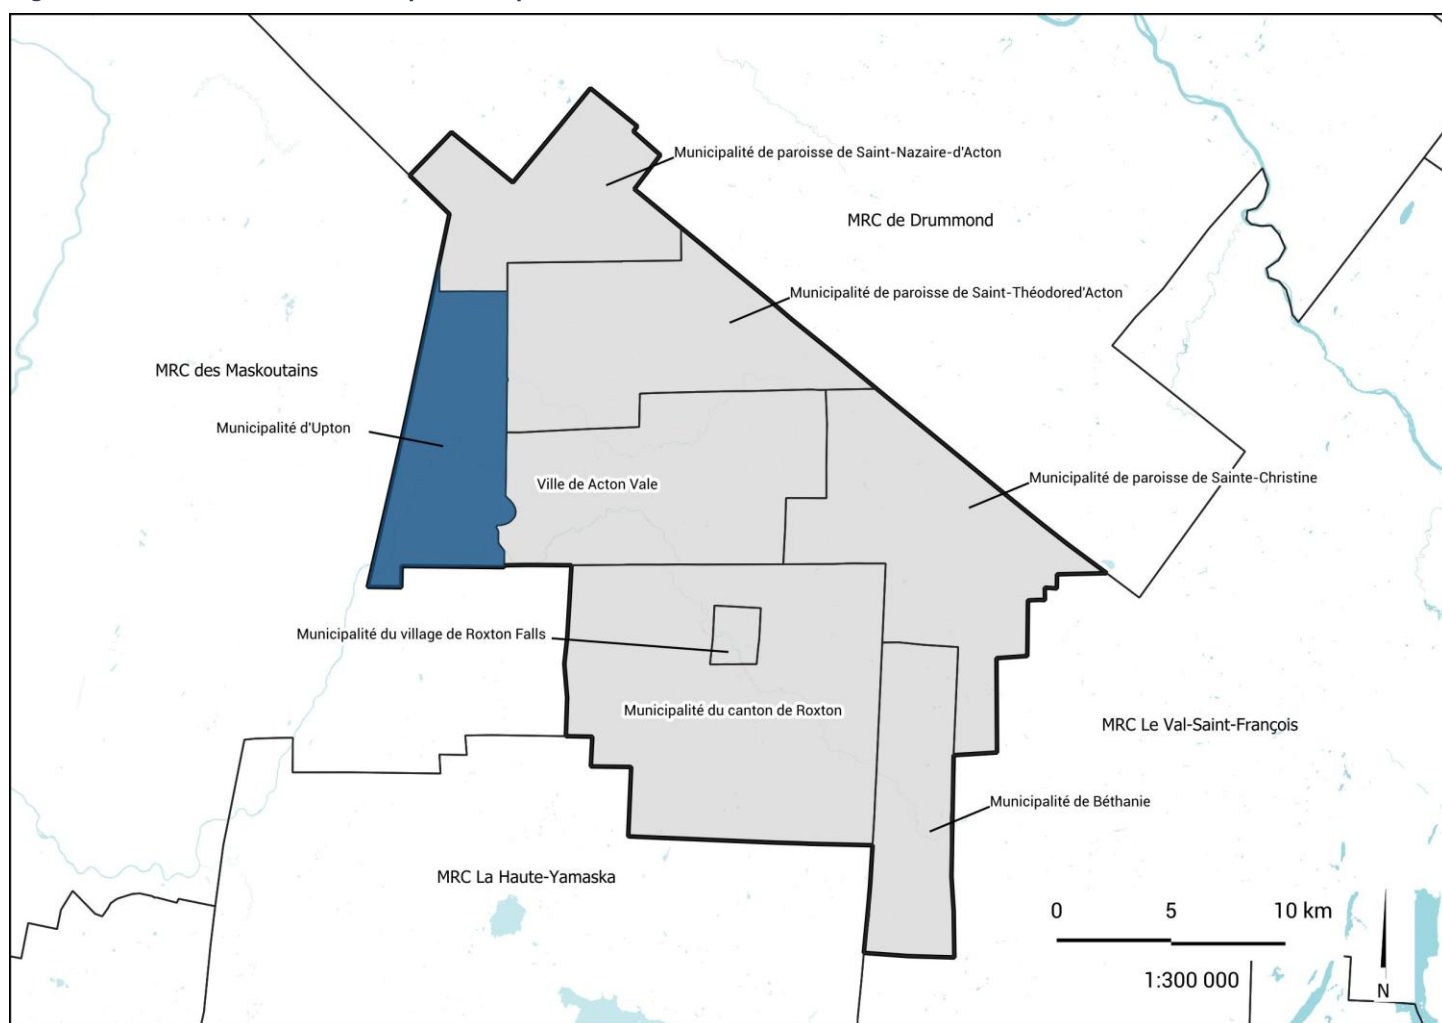 Municipalité de paroisse de Saint-Nazaire-d'Acton
MRC de Drummond
Municipalité de paroisse de Saint-Théodored'Acton
MRC des Maskoutains
Municipalité d'Upton
Municipalité de paroisse de Sainte-Christine
Ville de Acton Vale
Municipalité du village de Roxton Falls
Municipalité du canton de Roxton
MRC Le Val-Saint-François
Municipalité de Béthanie
MRC La Haute-Yamaska
0 5 10 km
1:300 000
N